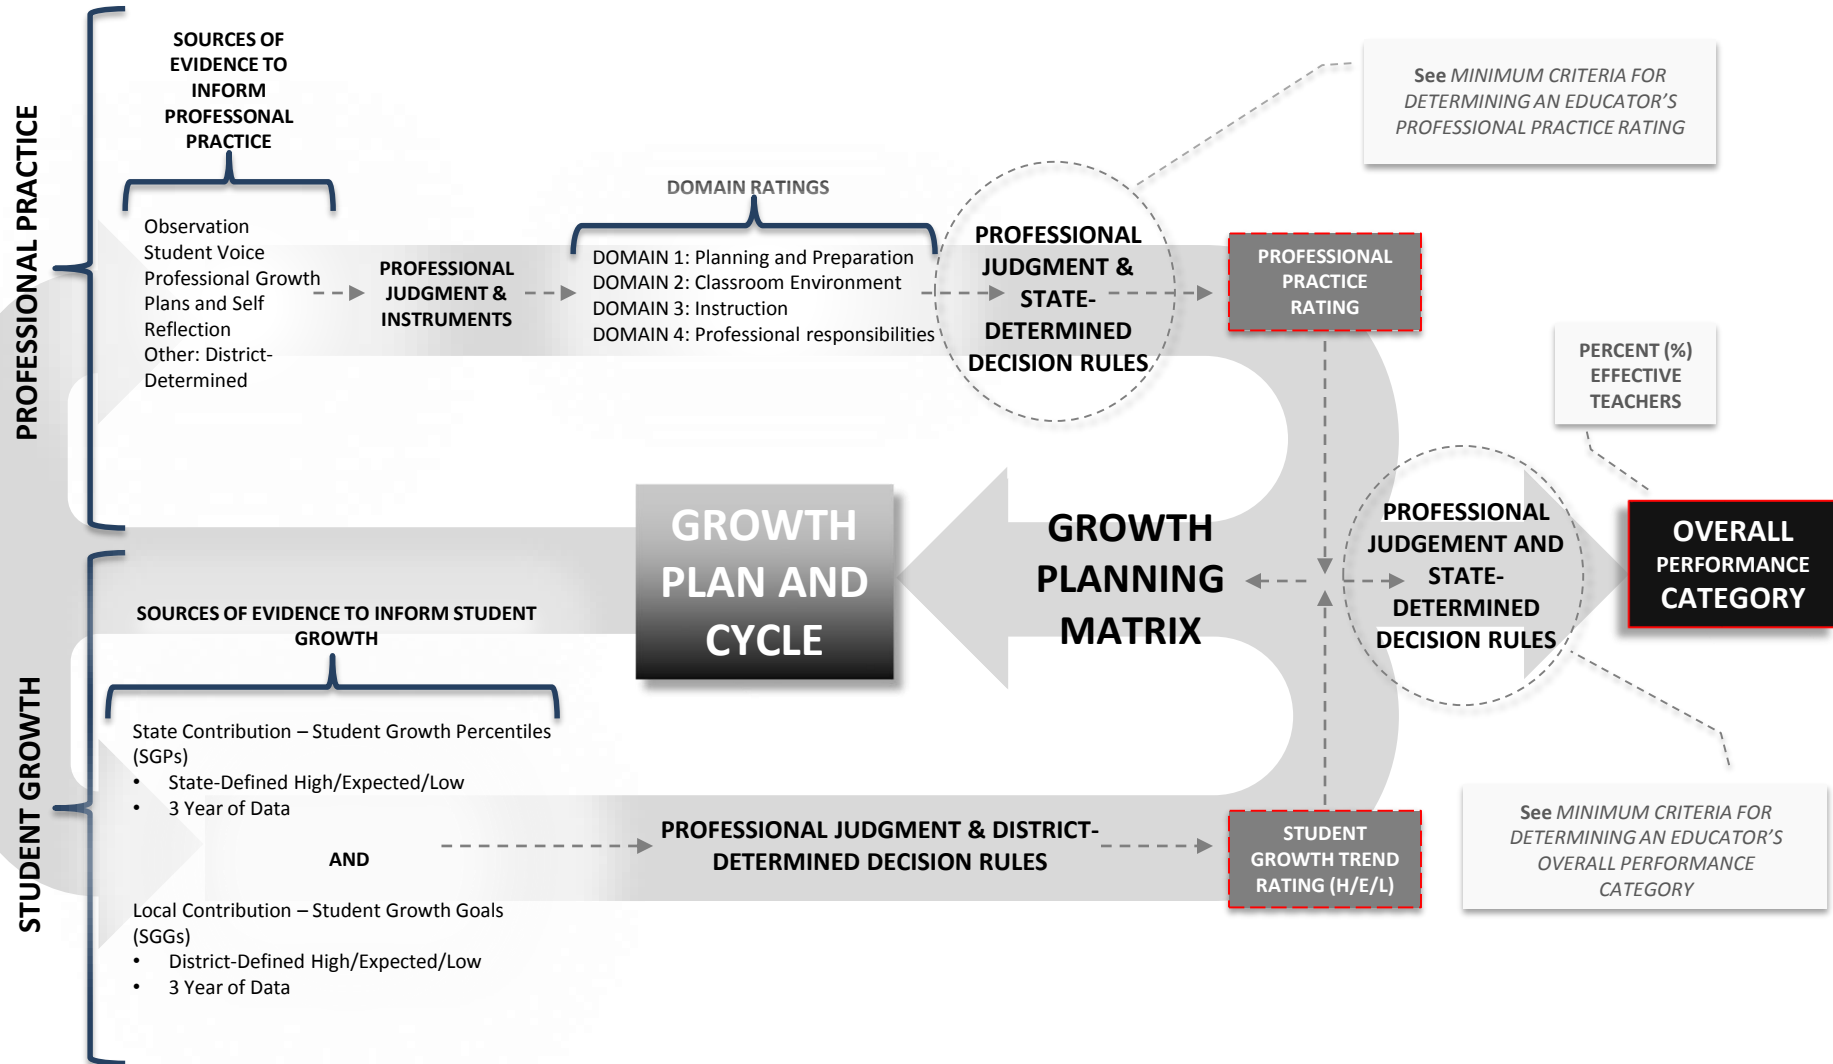 PROFESSIONAL PRACTICE
SOURCES OF
EVIDENCE TO
INFORM
PROFESSONAL
PRACTICE
Observation
Student Voice
Professional Growth
Plans and Self
Reflection
Other: District-
Determined
PROFESSIONAL
JUDGMENT &
INSTRUMENTS
DOMAIN RATINGS
DOMAIN 1: Planning and Preparation
DOMAIN 2: Classroom Environment
DOMAIN 3: Instruction
DOMAIN 4: Professional responsibilities
PROFESSIONAL
JUDGMENT &
STATE-
DETERMINED
DECISION RULES
See MINIMUM CRITERIA FOR
DETERMINING AN EDUCATOR’S
PROFESSIONAL PRACTICE RATING
PROFESSIONAL
PRACTICE
RATING
PERCENT (%)
EFFECTIVE
TEACHERS
GROWTH
PLAN AND
CYCLE
GROWTH
PLANNING
MATRIX
PROFESSIONAL
JUDGEMENT AND
STATE-
DETERMINED
DECISION RULES
OVERALL
PERFORMANCE
CATEGORY
STUDENT GROWTH
SOURCES OF EVIDENCE TO INFORM STUDENT
GROWTH
State Contribution – Student Growth Percentiles
(SGPs)
• State-Defined High/Expected/Low
• 3 Year of Data
AND
Local Contribution – Student Growth Goals
(SGGs)
• District-Defined High/Expected/Low
• 3 Year of Data
PROFESSIONAL JUDGMENT & DISTRICT-
DETERMINED DECISION RULES
STUDENT
GROWTH TREND
RATING (H/E/L)
See MINIMUM CRITERIA FOR
DETERMINING AN EDUCATOR’S
OVERALL PERFORMANCE
CATEGORY